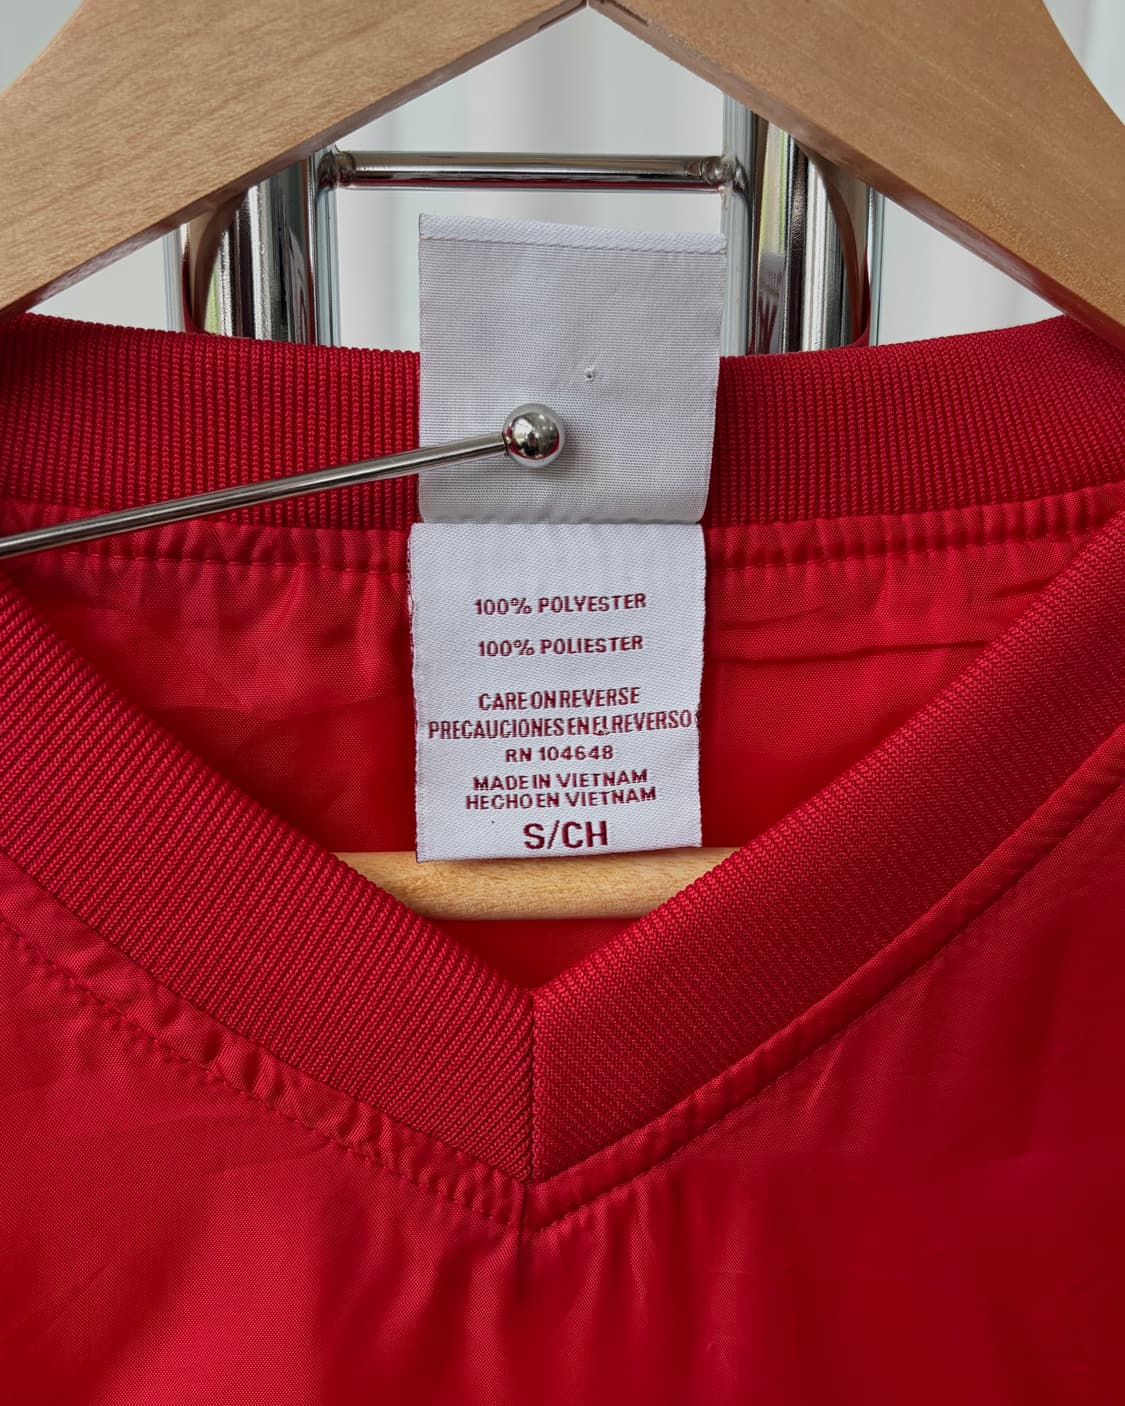 100% POLYESTER
100% POLIESTER
CARE ON REVERSE
PRECAUCIONES EN EL REVERSO
RN 104648
MADE IN VIETNAM
HECHO EN VIETNAM
S/CH